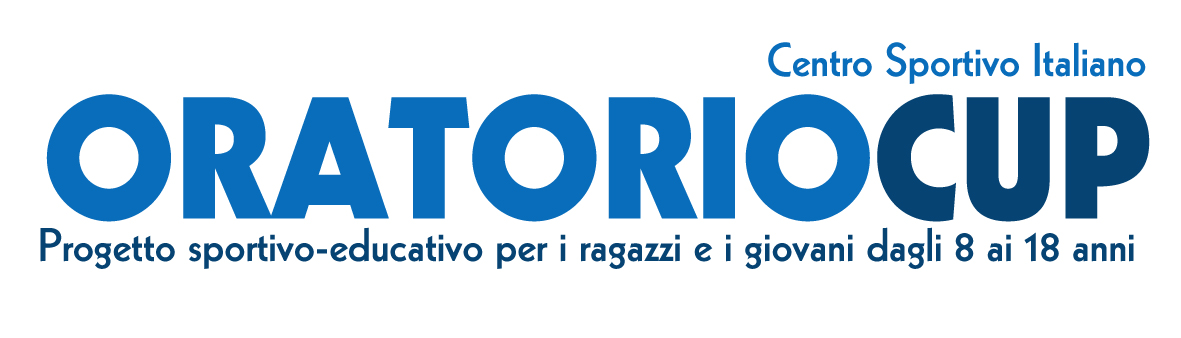 Centro Sportivo Italiano
ORATORIOCUP
Progetto sportivo-educativo per i ragazzi e i giovani dagli 8 ai 18 anni